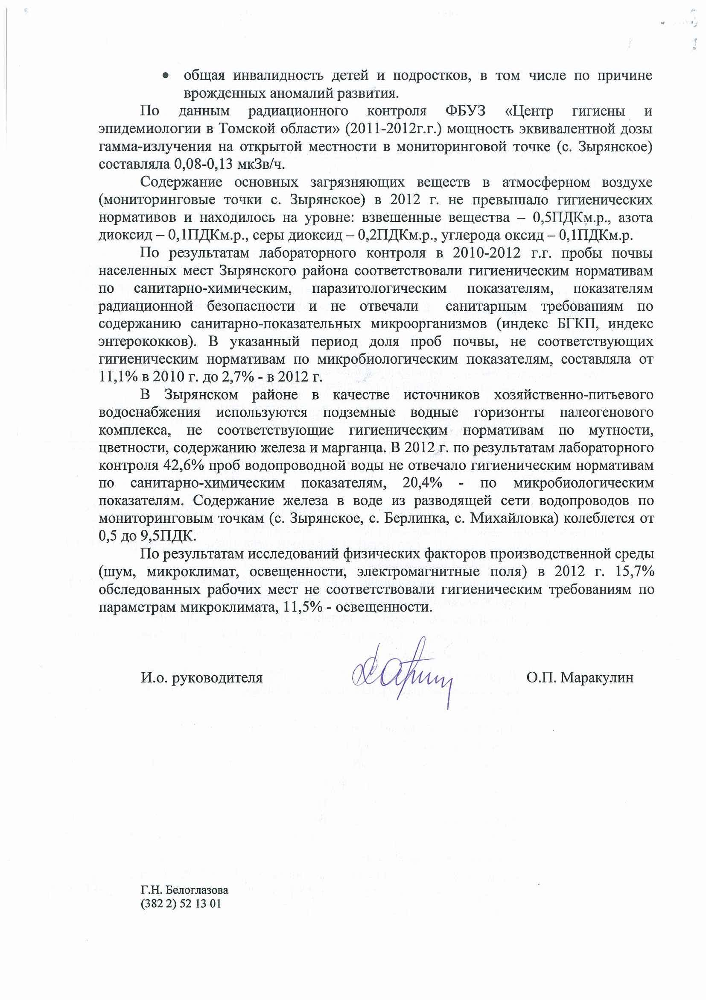 • общая инвалидность детей и подростков, в том числе по причине
врожденных аномалий развития.
По данным радиационного контроля ФБУЗ «Центр гигиены и
эпидемиологии в Томской области» (2011-2012г.г.) мощность эквивалентной дозы
гамма-излучения на открытой местности в мониторинговой точке (с. Зырянское)
составляла 0,08-0,13 мкЗв/ч.
Содержание основных загрязняющих веществ в атмосферном воздухе
(мониторинговые точки с. Зырянское) в 2012 г. не превышало гигиенических
нормативов и находилось на уровне: взвешенные вещества – 0,5ПДКм.р., азота
диоксид – 0,1ПДКм.р., серы диоксид – 0,2ПДКм.р., углерода оксид – 0,1ПДКм.р.
По результатам лабораторного контроля в 2010-2012 г.г. пробы почвы
населенных мест Зырянского района соответствовали гигиеническим нормативам
по санитарно-химическим, паразитологическим показателям, показателям
радиационной безопасности и не отвечали санитарным требованиям по
содержанию санитарно-показательных микроорганизмов (индекс БГКП, индекс
энтерококков). В указанный период доля проб почвы, не соответствующих
гигиеническим нормативам по микробиологическим показателям, составляла от
11,1% в 2010 г. до 2,7% - в 2012 г.
В Зырянском районе в качестве источников хозяйственно-питьевого
водоснабжения используются подземные водные горизонты палеогенового
комплекса, не соответствующие гигиеническим нормативам по мутности,
цветности, содержанию железа и марганца. В 2012 г. по результатам лабораторного
контроля 42,6% проб водопроводной воды не отвечало гигиеническим нормативам
по санитарно-химическим показателям, 20,4% - по микробиологическим
показателям. Содержание железа в воде из разводящей сети водопроводов по
мониторинговым точкам (с. Зырянское, с. Берлинка, с. Михайловка) колеблется от
0,5 до 9,5ПДК.
По результатам исследований физических факторов производственной среды
(шум, микроклимат, освещенности, электромагнитные поля) в 2012 г. 15,7%
обследованных рабочих мест не соответствовали гигиеническим требованиям по
параметрам микроклимата, 11,5% - освещенности.
И.о. руководителя О.П. Маракулин
Г.Н. Белоглазова
(382 2) 52 13 01